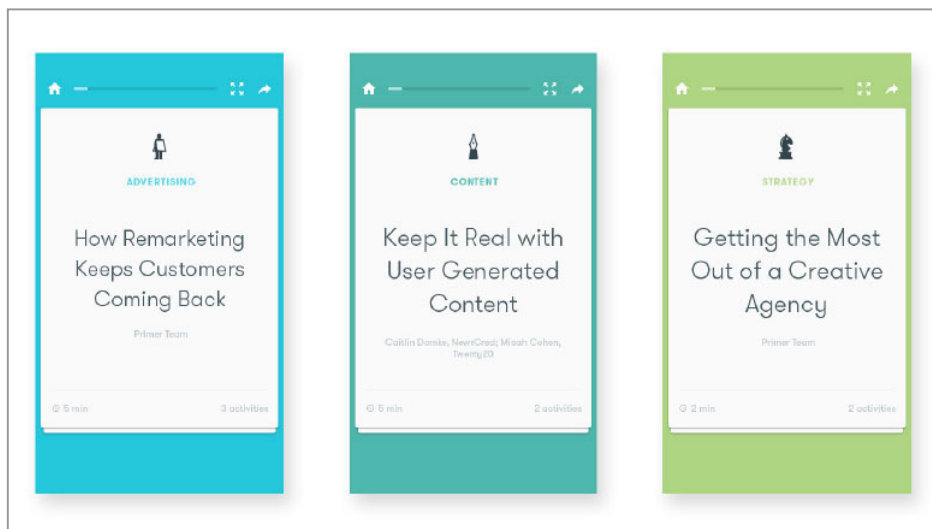 ADVERTISING
How Remarketing
Keeps Customers
Coming Back
Primer Team
5 min
3 activities
CONTENT
Keep It Real with
User Generated
Content
Caitlin Domke, NewsCred; Micah Cohen,
Twenty20
5 min
2 activities
STRATEGY
Getting the Most
Out of a Creative
Agency
Primer Team
2 min
2 activities